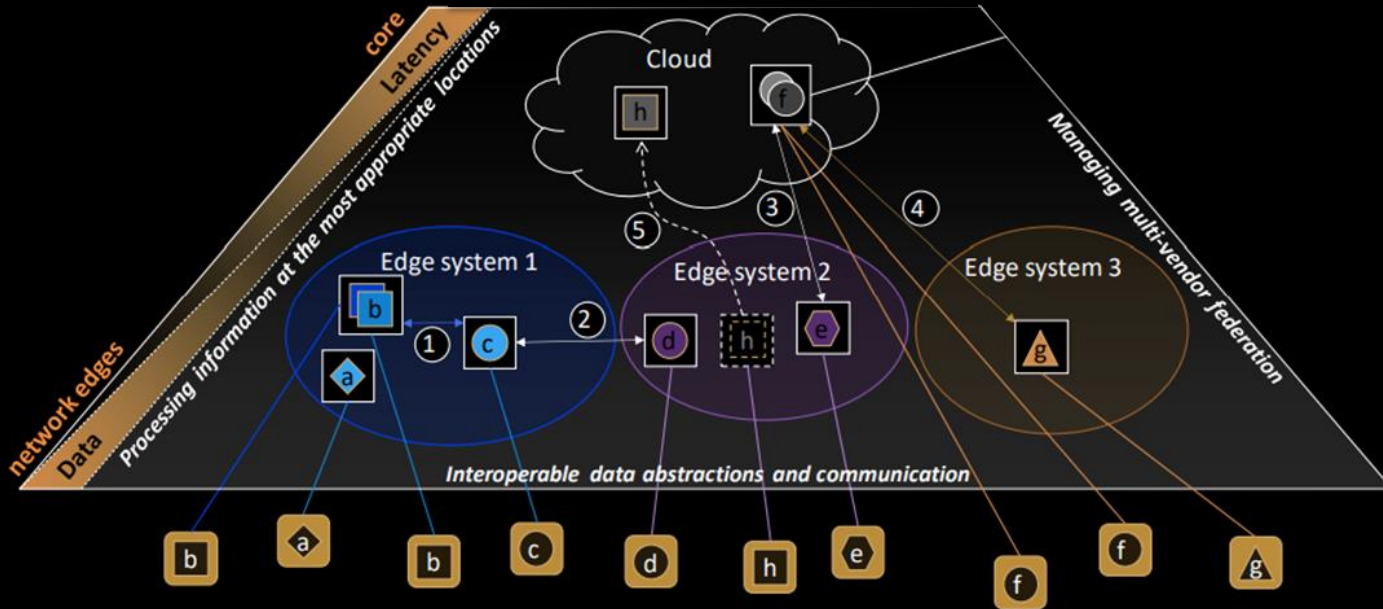 core
Latency
Processing information at the most appropriate locations
network edges
Data
Cloud
h
f
Managing multi-vendor federation
3
4
5
Edge system 1
Edge system 2
Edge system 3
b
1
c
2
d
h
e
g
a
Interoperable data abstractions and communication
b
a
b
c
d
h
e
f
f
g